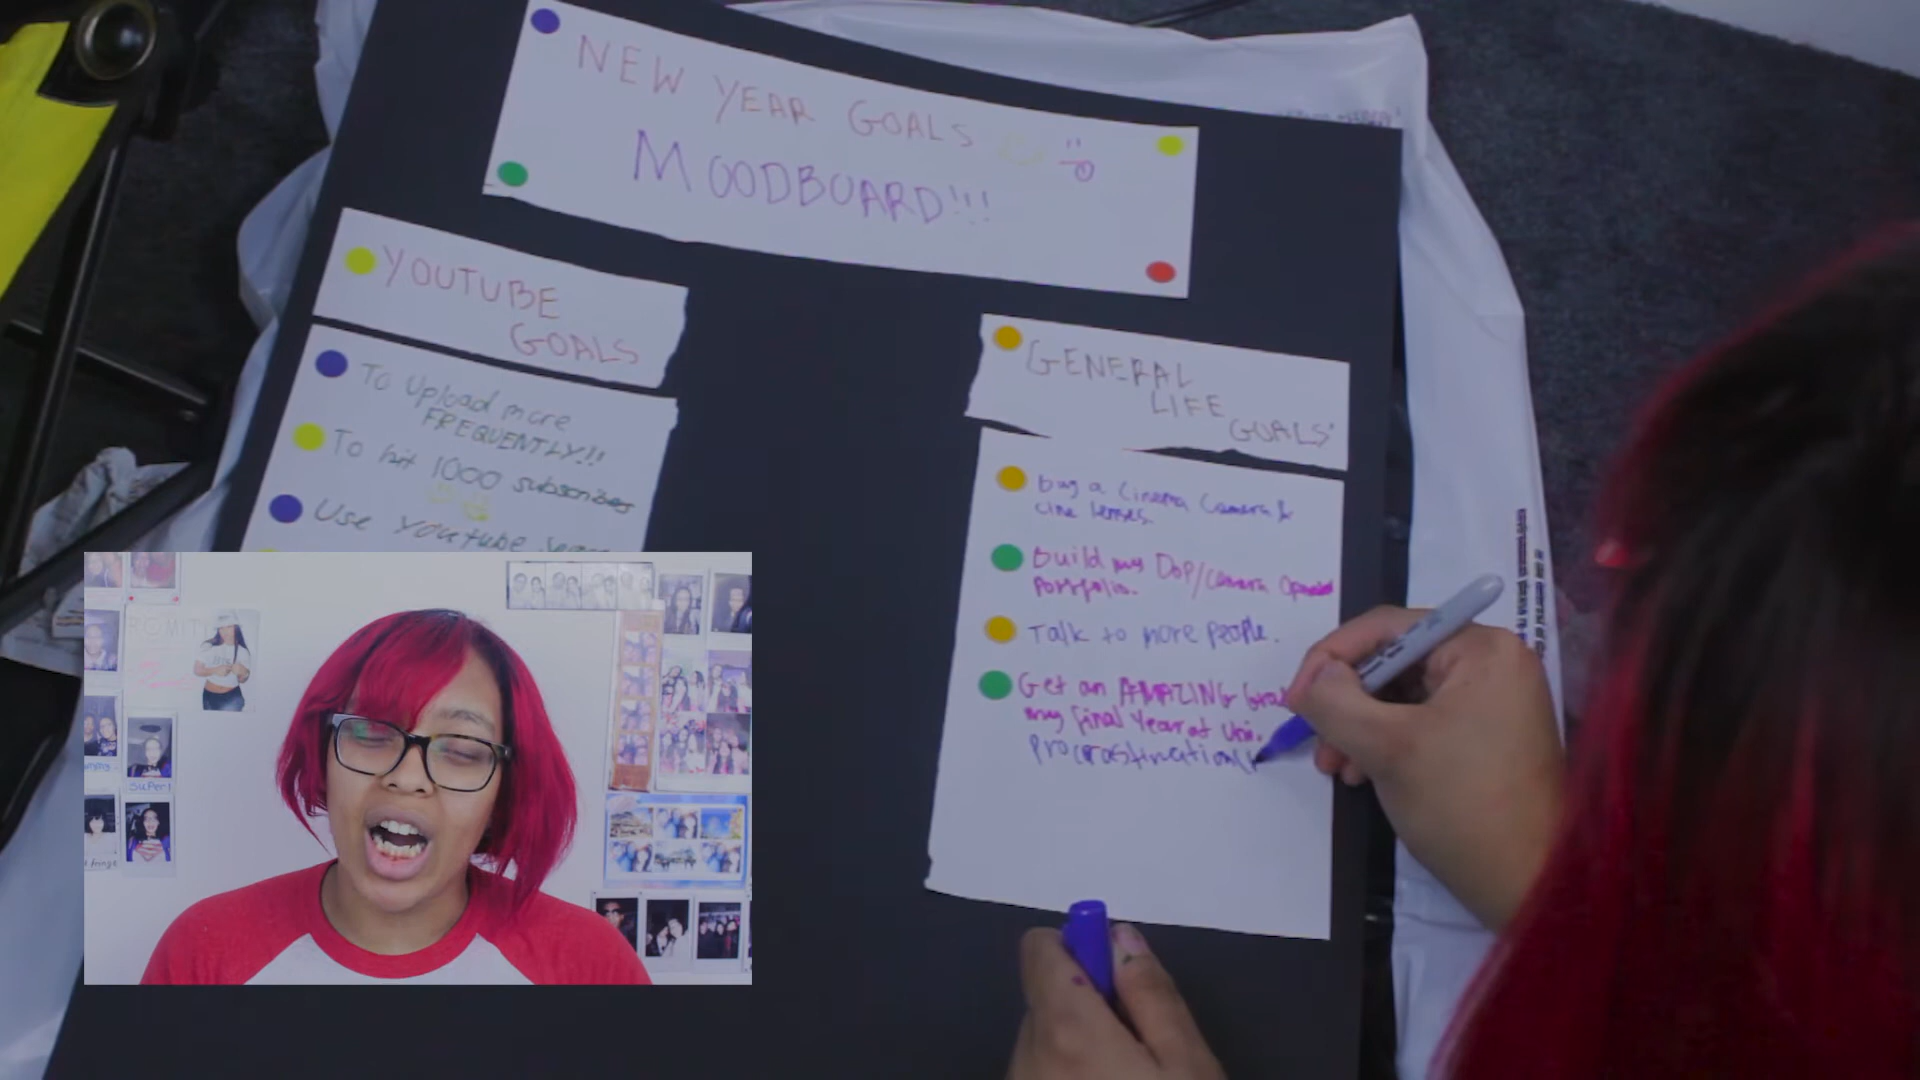 NEW YEAR GOALS
MOODBOARD!!!
YOUTUBE
GOALS
To upload more
FREQUENTLY!!
To hit 1000 subscribers
Use Youtube
GENERAL
LIFE
GOALS
Buy a Cinema Camera &
cine lenses.
Build my DoP/Camera
Portfolio.
Talk to more people.
Get an AMAZING
my final Year at Uni.
procrastination
SUPER!